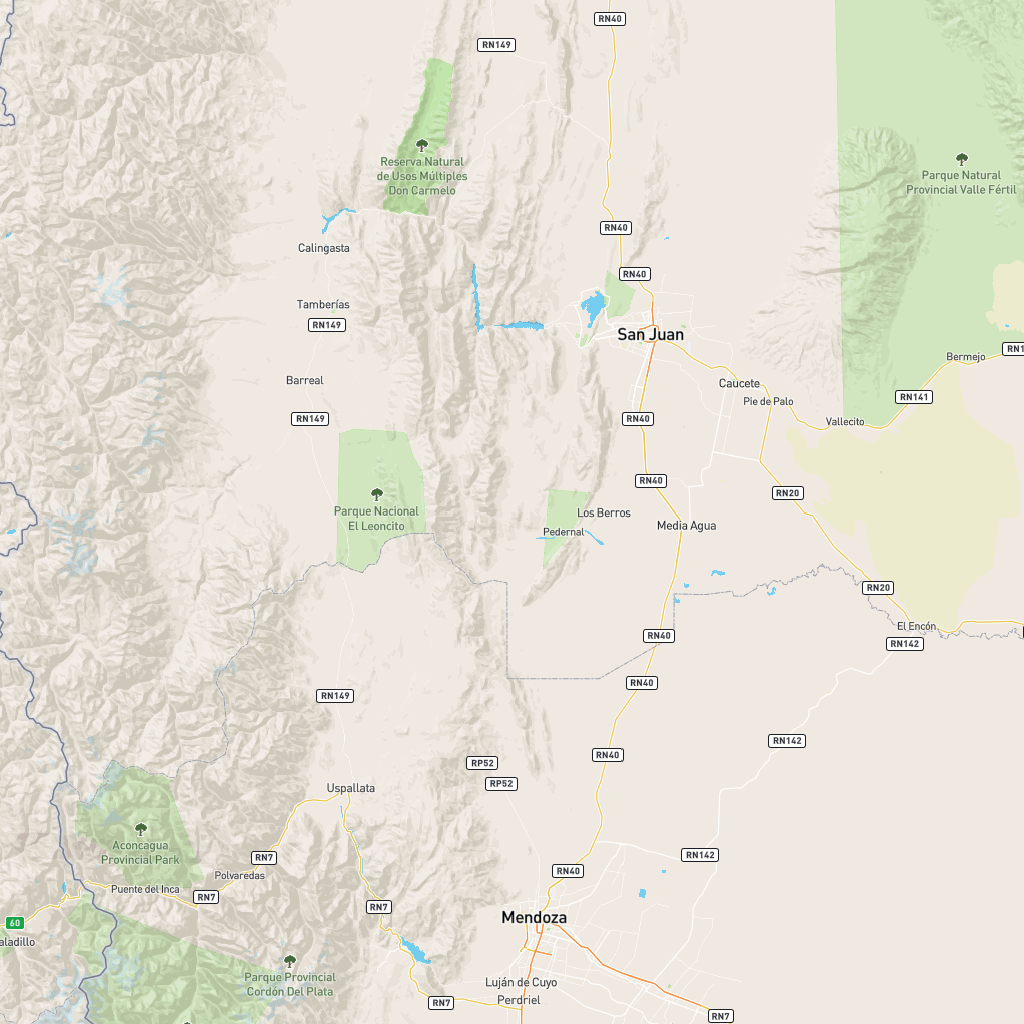 RN40
RN149
Reserva Natural
de Usos Múltiples
Don Carmelo
Parque Natural
Provincial Valle Fértil
RN40
Calingasta
RN40
Tamberías
RN149
San Juan
RN1
Bermejo
Barreal
Caucete
RN141
Pie de Palo
RN149
RN40
Vallecito
RN40
RN20
Parque Nacional
El Leoncito
Los Berros
Media Agua
Pedernal
RN20
El Encón
RN40
RN142
RN40
RN149
RN142
RN40
RP52
RP52
Uspallata
Aconcagua
Provincial Park
RN7
RN142
Polvaredas
RN40
Puente del Inca
RN7
RN7
Mendoza
60
aladillo
Parque Provincial
Cordón Del Plata
Luján de Cuyo
Perdriel
RN7
RN7